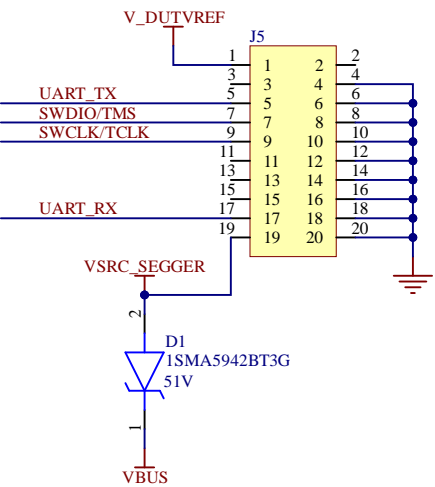 V_DUTVREF
J5
1 1 2 2
3 3 4 4
UART_TX 5 5 6 6
SWDIO/TMS 7 7 8 8
SWCLK/TCLK 9 9 10 10
11 11 12 12
13 13 14 14
15 15 16 16
UART_RX 17 17 18 18
19 19 20 20
VSRC_SEGGER
2
D1
1SMA5942BT3G
51V
1
VBUS